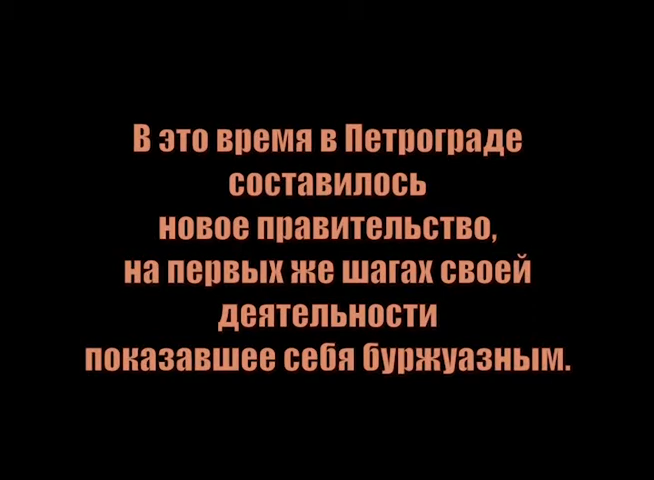 В это время в Петрограде
составилось
новое правительство,
на первых же шагах своей
деятельности
показавшее себя буржуазным.